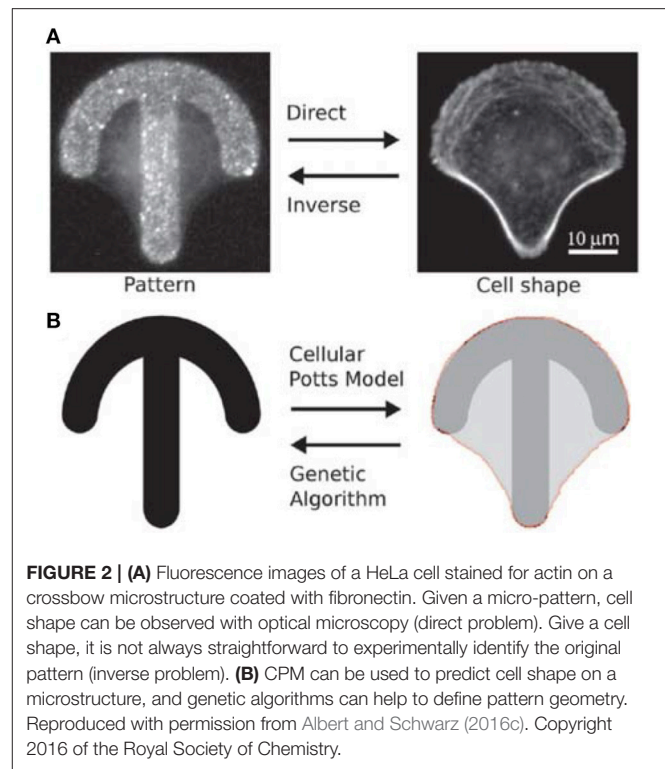 A
Direct
Inverse
10 µm
Pattern
Cell shape
B
Cellular
Potts Model
Genetic
Algorithm
FIGURE 2 | (A) Fluorescence images of a HeLa cell stained for actin on a
crossbow microstructure coated with fibronectin. Given a micro-pattern, cell
shape can be observed with optical microscopy (direct problem). Give a cell
shape, it is not always straightforward to experimentally identify the original
pattern (inverse problem). (B) CPM can be used to predict cell shape on a
microstructure, and genetic algorithms can help to define pattern geometry.
Reproduced with permission from Albert and Schwarz (2016c). Copyright
2016 of the Royal Society of Chemistry.